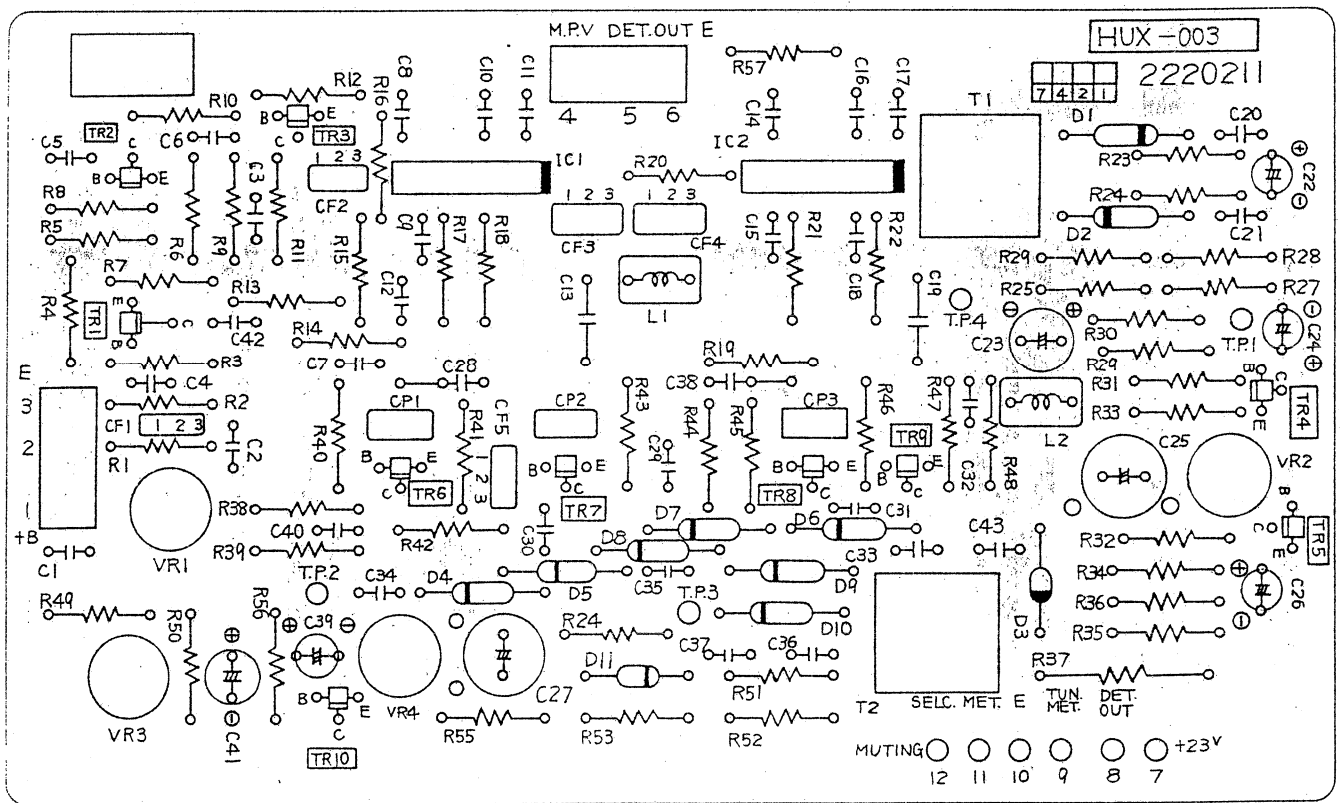 M.P.V DET.OUT E
HUX-003
2220211
7 4 2 1
4 5 6
R57
C8 C10 C11 C16 C17
R12 R16
R10
B E
C
TR3
C14
T1
D1
C20
TR2
C5 C6
C
B E
1 2 3
CF2
IC1
R20
IC2
R23
C22
⊕
⊖
R8
C3
R24
R5
1 2 3
CF3
1 2 3
CF4
D2
C21
R6 R9 R11 R15 C9 R17 R18
C15 R21 C18 R22
R7
R29 R28
R4
R13
C12
C13
L1
C19
T.P.4
R25 R27
TR1
E
C
B
C42
R14
⊖ ⊕
C23
R30
T.P.1
⊖
C24
⊕
R3
C7
R19
R29
E
C4
C28
C38
R31
B
C
E
TR4
3
R2
CP1
CP2
R43
CP3
R46
R47
R33
CF1 1 2 3
R41
CF5
1 2 3
R44 R45
TR9
L2
2
R1
C2
R40
B E
C
TR6
B E
C
TR7
C29
B E
C
TR8
B E
C
C32
R48
C25
VR2
1
R38
C31
B
C
E
TR5
+B
C40
R42
C30
D7
D6
R39
D8
C33
C43
R32
C1
VR1
T.P.2
C34
D4
D5
C35
D9
R34
⊕
C26
⊖
T.P.3
R36
R49
R50
R56
⊕ C39 ⊖
R24
D10
D3
R35
⊕
D11
C37
C36
R37
⊖
C41
B E
C
VR4
C27
R51
T2
SELC. MET. E
TUN. MET.
DET. OUT
VR3
TR10
R55
R53
R52
MUTING
+23V
12 11 10 9 8 7